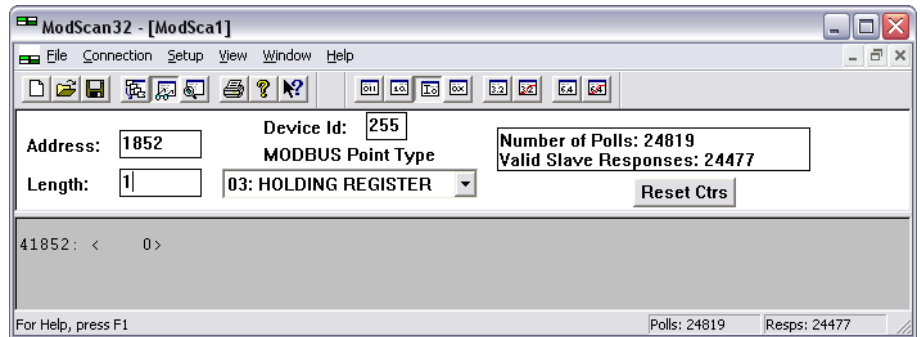 ModScan32 - [ModSca1]
File Connection Setup View Window Help
Address: 1852
Device Id: 255
MODBUS Point Type
Length: 1
03: HOLDING REGISTER
Number of Polls: 24819
Valid Slave Responses: 24477
Reset Ctrs
41852: < 0>
For Help, press F1
Polls: 24819
Resps: 24477